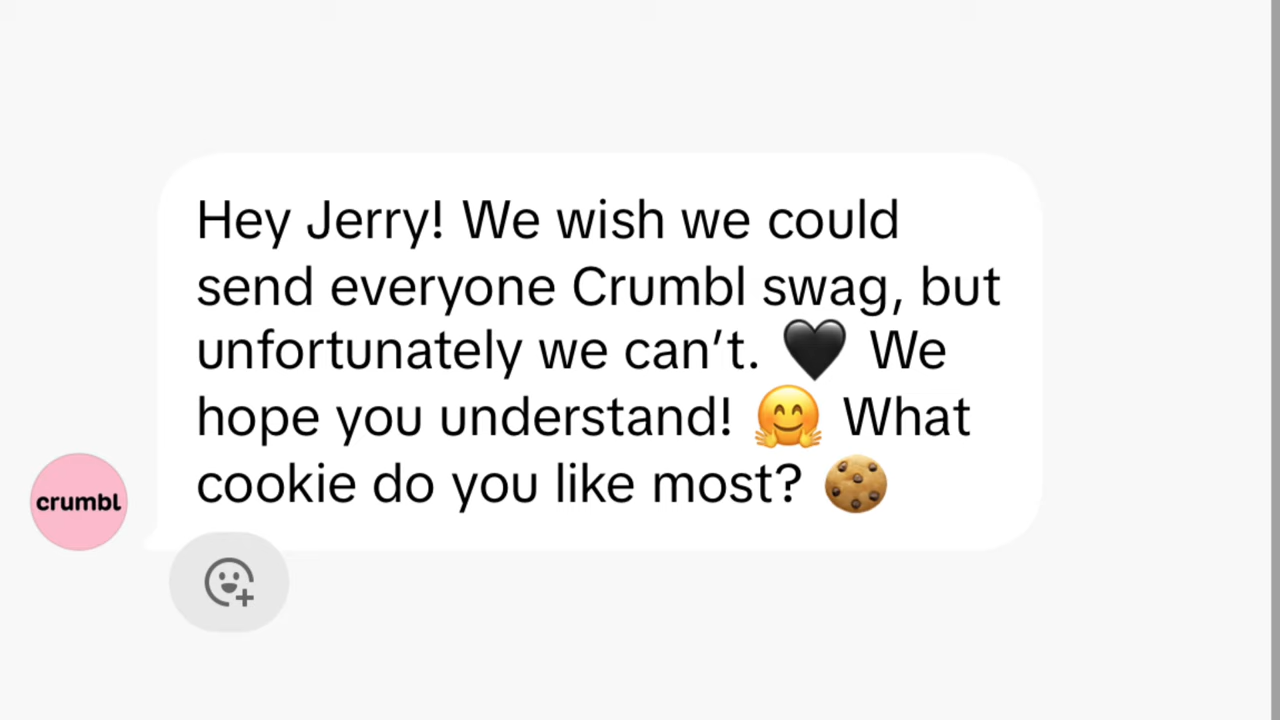 Hey Jerry! We wish we could
send everyone Crumbl swag, but
unfortunately we can’t. 🖤 We
hope you understand! 🤗 What
cookie do you like most? 🍪
crumbl